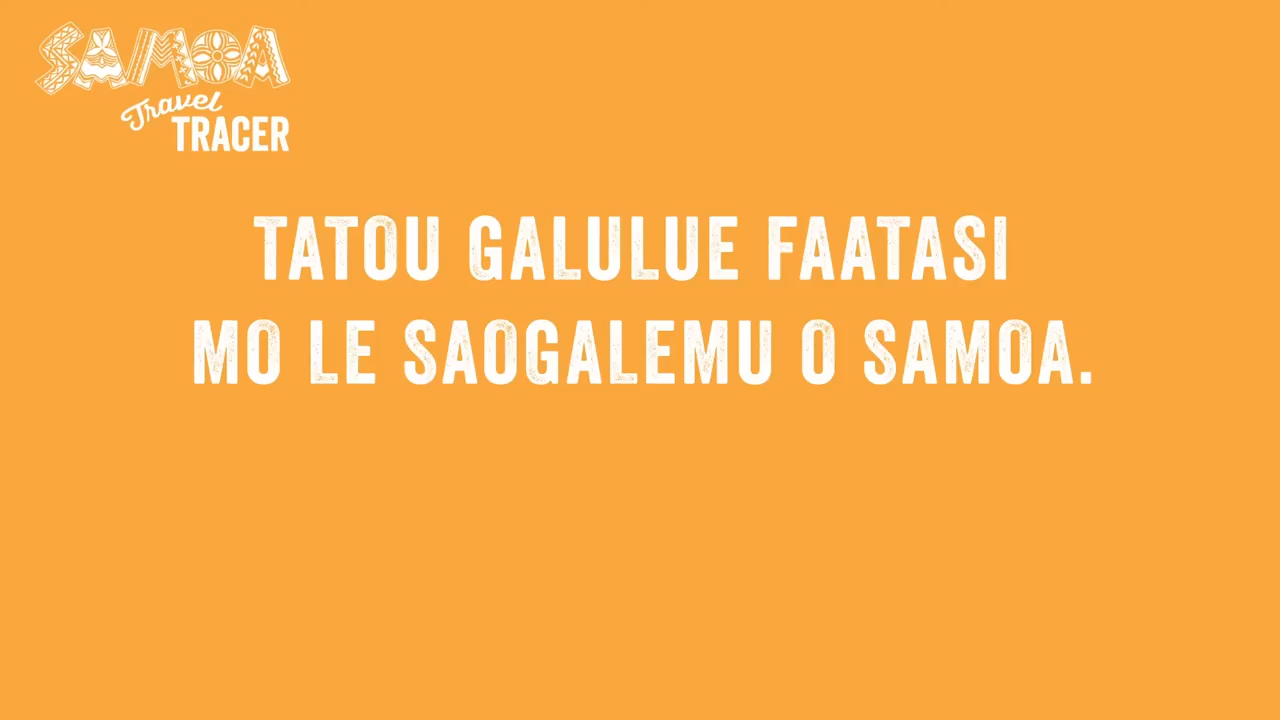 SAMOA
Travel
TRACER
TATOU GALULUE FAATASI
MO LE SAOGALEMU O SAMOA.